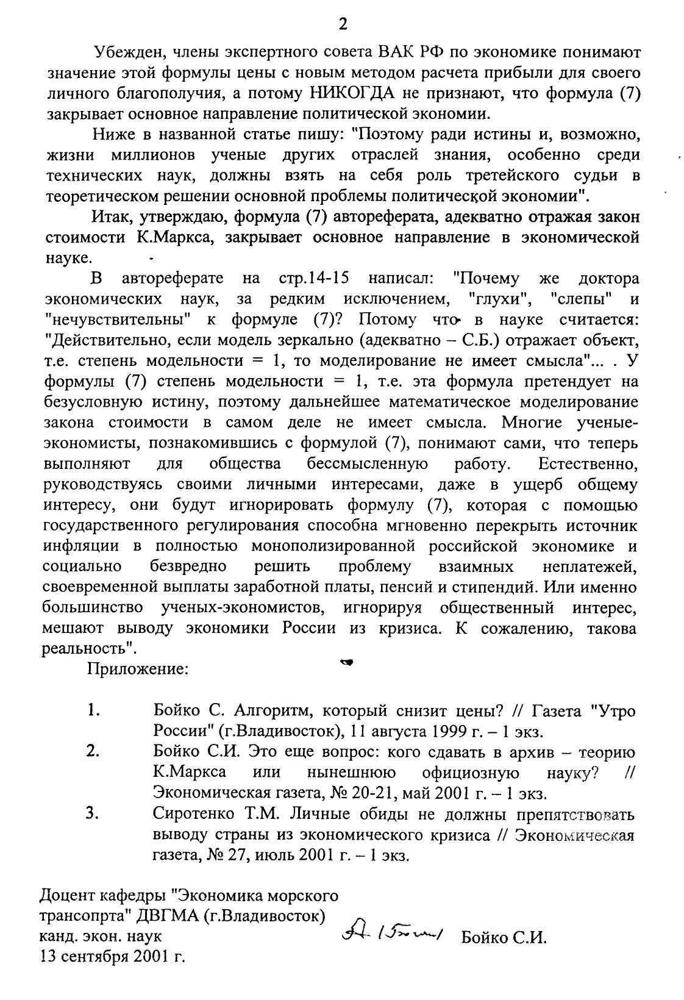 2
Убежден, члены экспертного совета ВАК РФ по экономике понимают
значение этой формулы цены с новым методом расчета прибыли для своего
личного благополучия, а потому НИКОГДА не признают, что формула (7)
закрывает основное направление политической экономии.
Ниже в названной статье пишу: "Поэтому ради истины и, возможно,
жизни миллионов ученые других отраслей знания, особенно среди
технических наук, должны взять на себя роль третейского судьи в
теоретическом решении основной проблемы политической экономии".
Итак, утверждаю, формула (7) автореферата, адекватно отражая закон
стоимости К.Маркса, закрывает основное направление в экономической
науке.
В автореферате на стр.14-15 написал: "Почему же доктора
экономических наук, за редким исключением, "глухи", "слепы" и
"нечувствительны" к формуле (7)? Потому что в науке считается:
"Действительно, если модель зеркально (адекватно – С.Б.) отражает объект,
т.е. степень модельности = 1, то моделирование не имеет смысла"... . У
формулы (7) степень модельности = 1, т.е. эта формула претендует на
безусловную истину, поэтому дальнейшее математическое моделирование
закона стоимости в самом деле не имеет смысла. Многие ученые-
экономисты, познакомившись с формулой (7), понимают сами, что теперь
выполняют для общества бессмысленную работу. Естественно,
руководствуясь своими личными интересами, даже в ущерб общему
интересу, они будут игнорировать формулу (7), которая с помощью
государственного регулирования способна мгновенно перекрыть источник
инфляции в полностью монополизированной российской экономике и
социально безвредно решить проблему взаимных неплатежей,
своевременной выплаты заработной платы, пенсий и стипендий. Или именно
большинство ученых-экономистов, игнорируя общественный интерес,
мешают выводу экономики России из кризиса. К сожалению, такова
реальность".
Приложение:
1. Бойко С. Алгоритм, который снизит цены? // Газета "Утро
России" (г.Владивосток), 11 августа 1999 г. – 1 экз.
2. Бойко С.И. Это еще вопрос: кого сдавать в архив – теорию
К.Маркса или нынешнюю официозную науку? //
Экономическая газета, № 20-21, май 2001 г. – 1 экз.
3. Сиротенко Т.М. Личные обиды не должны препятствовать
выводу страны из экономического кризиса // Экономическая
газета, № 27, июль 2001 г. – 1 экз.
Доцент кафедры "Экономика морского
трансопрта" ДВГМА (г.Владивосток)
канд. экон. наук Бойко С.И.
13 сентября 2001 г.